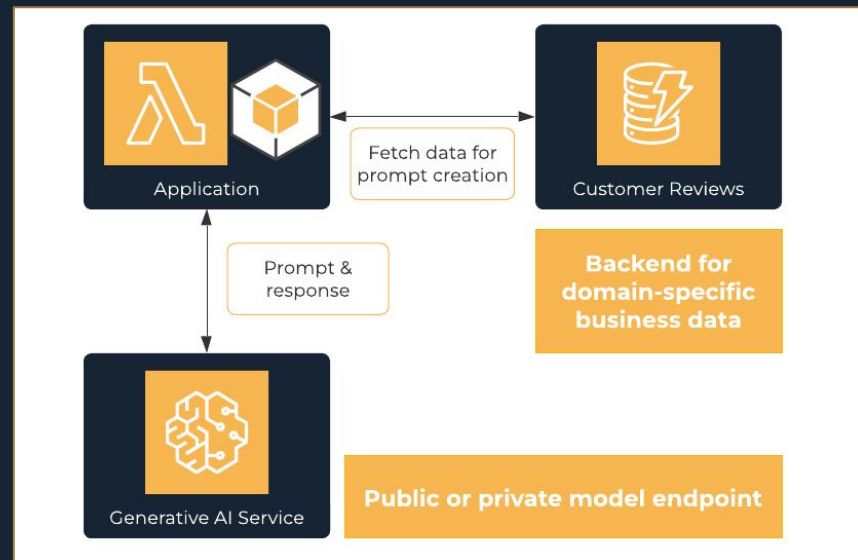 Application
Fetch data for
prompt creation
Customer Reviews
Prompt &
response
Backend for
domain-specific
business data
Generative AI Service
Public or private model endpoint